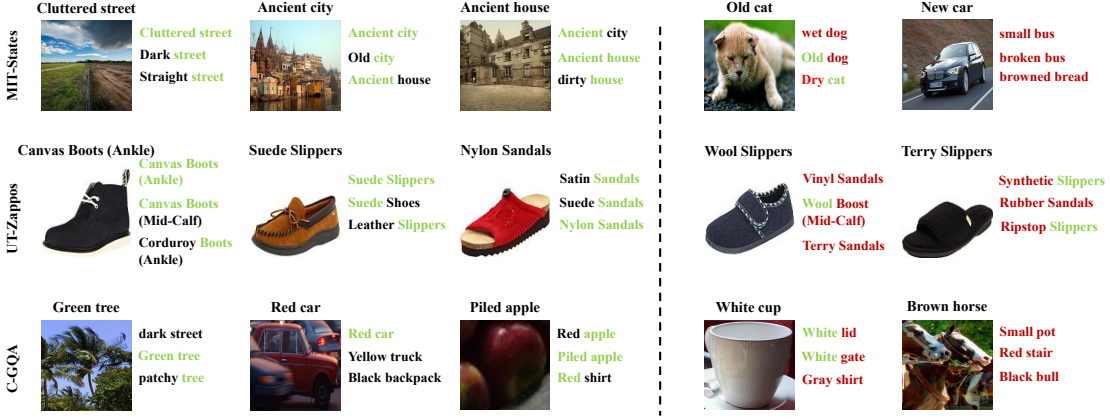 MIT-States
Cluttered street
Cluttered street
Dark street
Straight street
Ancient city
Ancient city
Old city
Ancient house
Ancient house
Ancient city
Ancient house
dirty house
Old cat
wet dog
Old dog
Dry cat
New car
small bus
broken bus
browned bread
UT-Zappos
Canvas Boots (Ankle)
Canvas Boots
(Ankle)
Canvas Boots
(Mid-Calf)
Corduroy Boots
(Ankle)
Suede Slippers
Suede Slippers
Suede Shoes
Leather Slippers
Nylon Sandals
Satin Sandals
Suede Sandals
Nylon Sandals
Wool Slippers
Vinyl Sandals
Wool Boost
(Mid-Calf)
Terry Sandals
Terry Slippers
Synthetic Slippers
Rubber Sandals
Ripstop Slippers
C-GQA
Green tree
dark street
Green tree
patchy tree
Red car
Red car
Yellow truck
Black backpack
Piled apple
Red apple
Piled apple
Red shirt
White cup
White lid
White gate
Gray shirt
Brown horse
Small pot
Red stair
Black bull